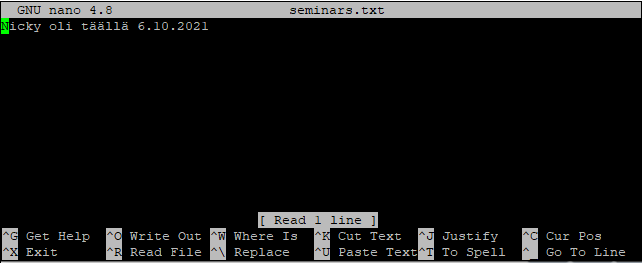 GNU nano 4.8 seminars.txt
Nicky oli täällä 6.10.2021
[ Read 1 line ]
^G Get Help ^O Write Out ^W Where Is ^K Cut Text ^J Justify ^C Cur Pos
^X Exit ^R Read File ^\ Replace ^U Paste Text ^T To Spell ^_ Go To Line